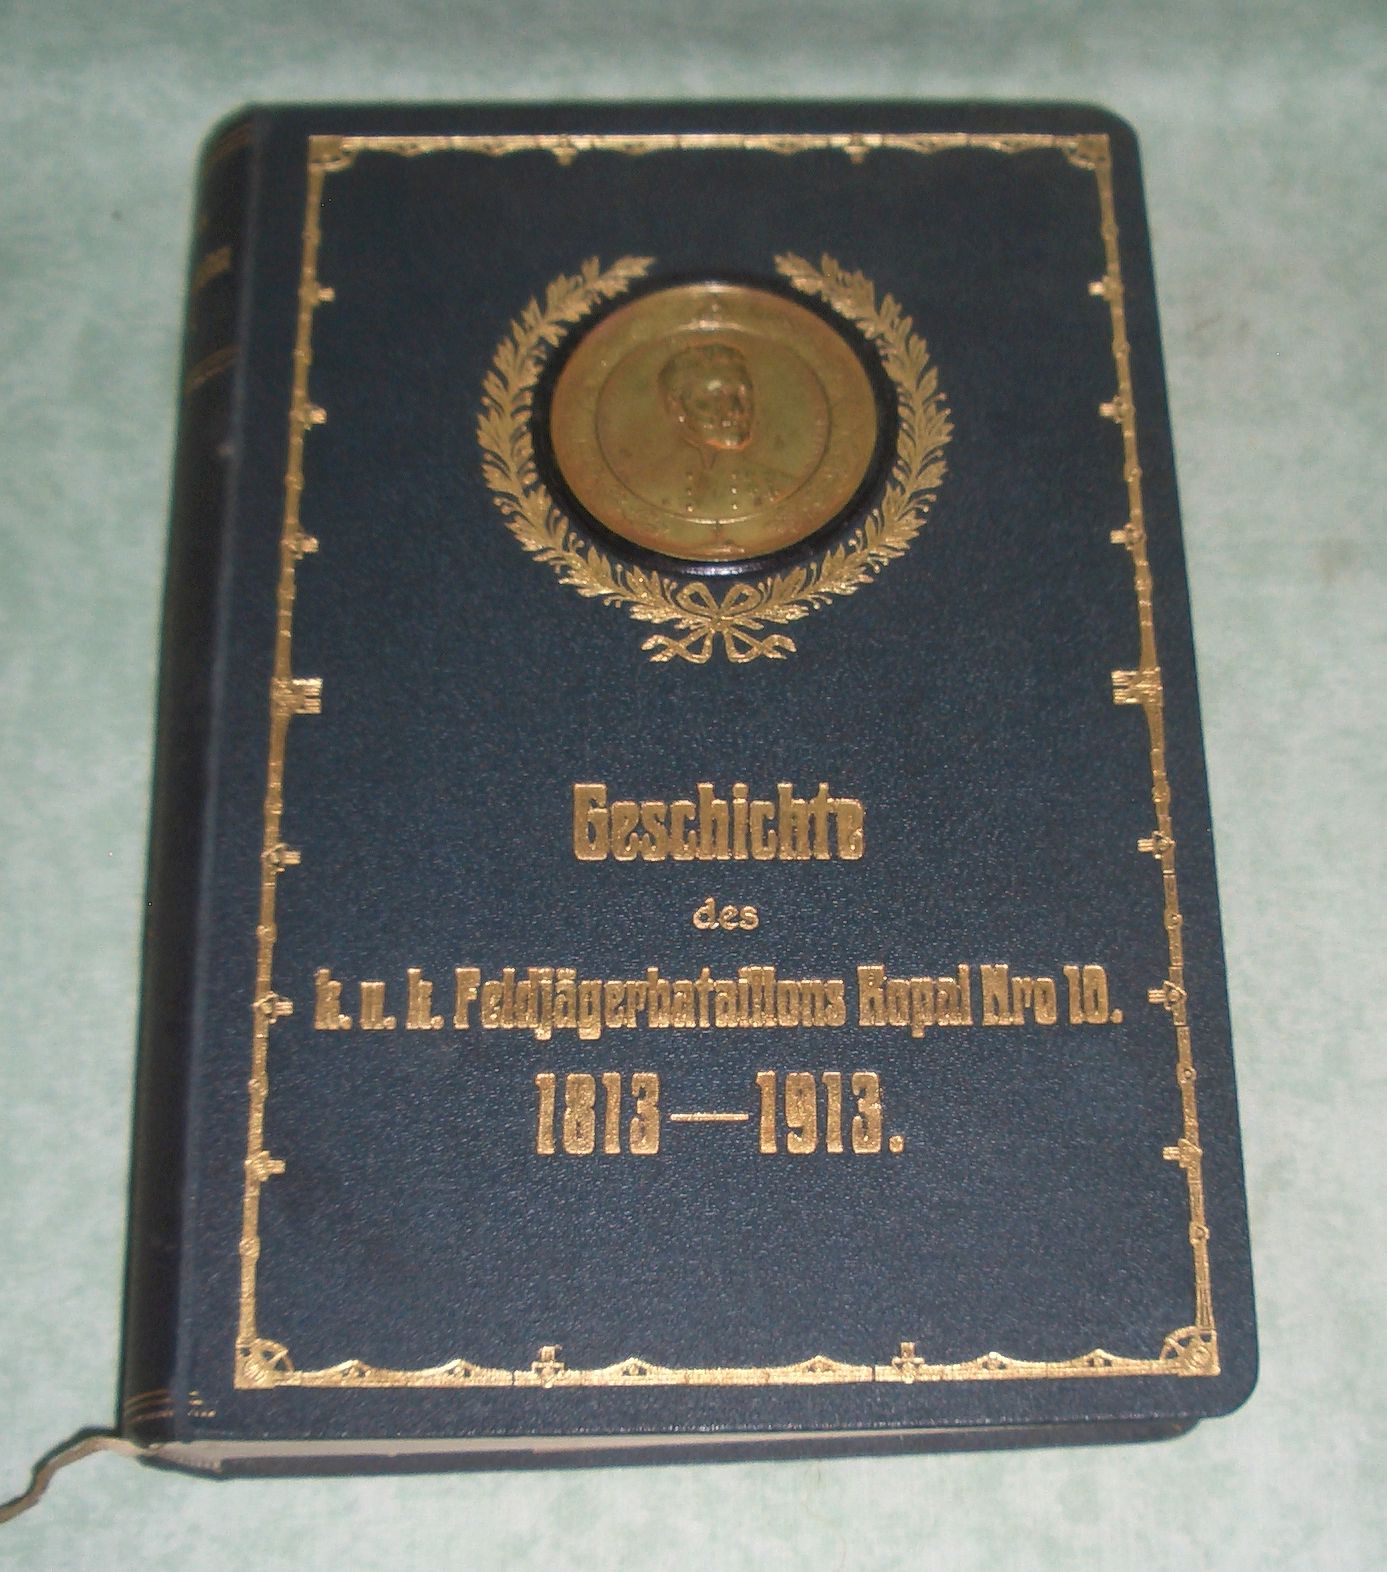 Geschichte
des
k. u. k. Feldjägerbataillons Kopal Nro 10.
1813—1913.